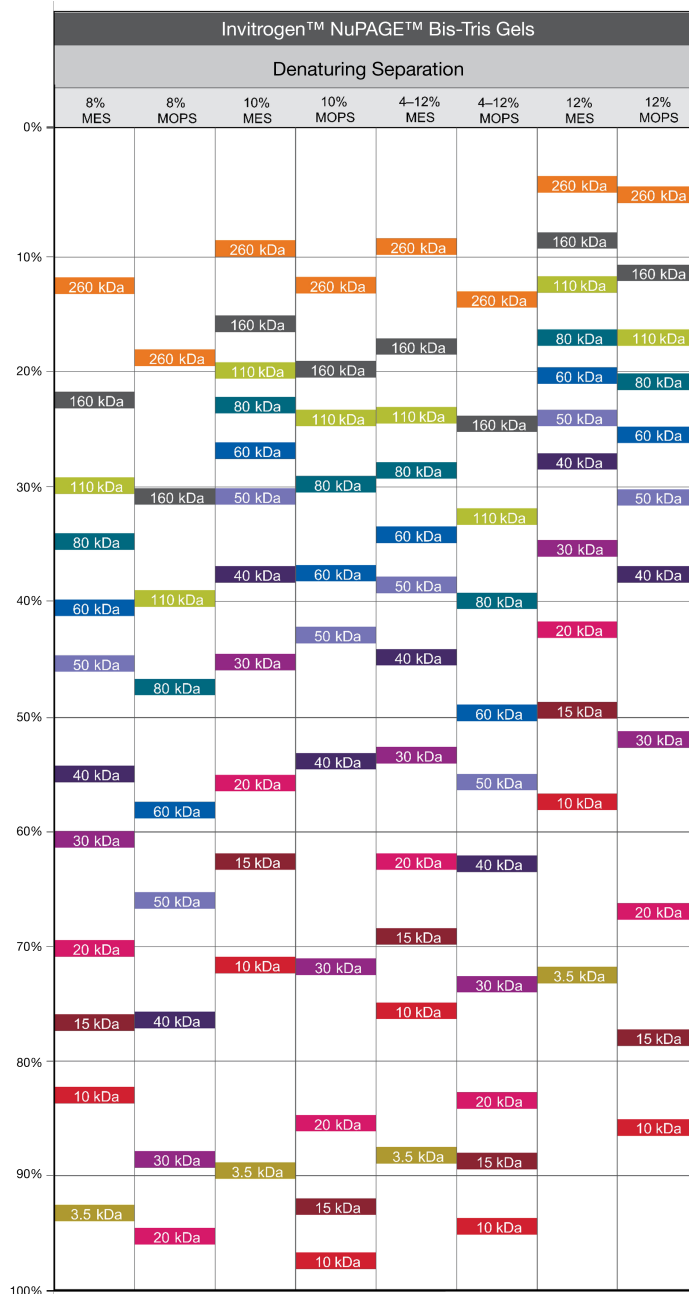 Invitrogen™ NuPAGE™ Bis-Tris Gels
Denaturing Separation
8% MES
8% MOPS
10% MES
10% MOPS
4–12% MES
4–12% MOPS
12% MES
12% MOPS
0%
10%
20%
30%
40%
50%
60%
70%
80%
90%
100%
260 kDa
160 kDa
110 kDa
80 kDa
60 kDa
50 kDa
40 kDa
30 kDa
20 kDa
15 kDa
10 kDa
3.5 kDa
260 kDa
160 kDa
110 kDa
80 kDa
60 kDa
50 kDa
40 kDa
30 kDa
20 kDa
260 kDa
160 kDa
110 kDa
80 kDa
60 kDa
50 kDa
40 kDa
30 kDa
20 kDa
15 kDa
10 kDa
3.5 kDa
260 kDa
160 kDa
110 kDa
80 kDa
60 kDa
50 kDa
40 kDa
30 kDa
20 kDa
15 kDa
10 kDa
260 kDa
160 kDa
110 kDa
80 kDa
60 kDa
50 kDa
40 kDa
30 kDa
20 kDa
15 kDa
10 kDa
3.5 kDa
260 kDa
160 kDa
110 kDa
80 kDa
60 kDa
50 kDa
40 kDa
30 kDa
20 kDa
15 kDa
10 kDa
260 kDa
160 kDa
110 kDa
80 kDa
60 kDa
50 kDa
40 kDa
30 kDa
20 kDa
15 kDa
10 kDa
3.5 kDa
260 kDa
160 kDa
110 kDa
80 kDa
60 kDa
50 kDa
40 kDa
30 kDa
20 kDa
15 kDa
10 kDa